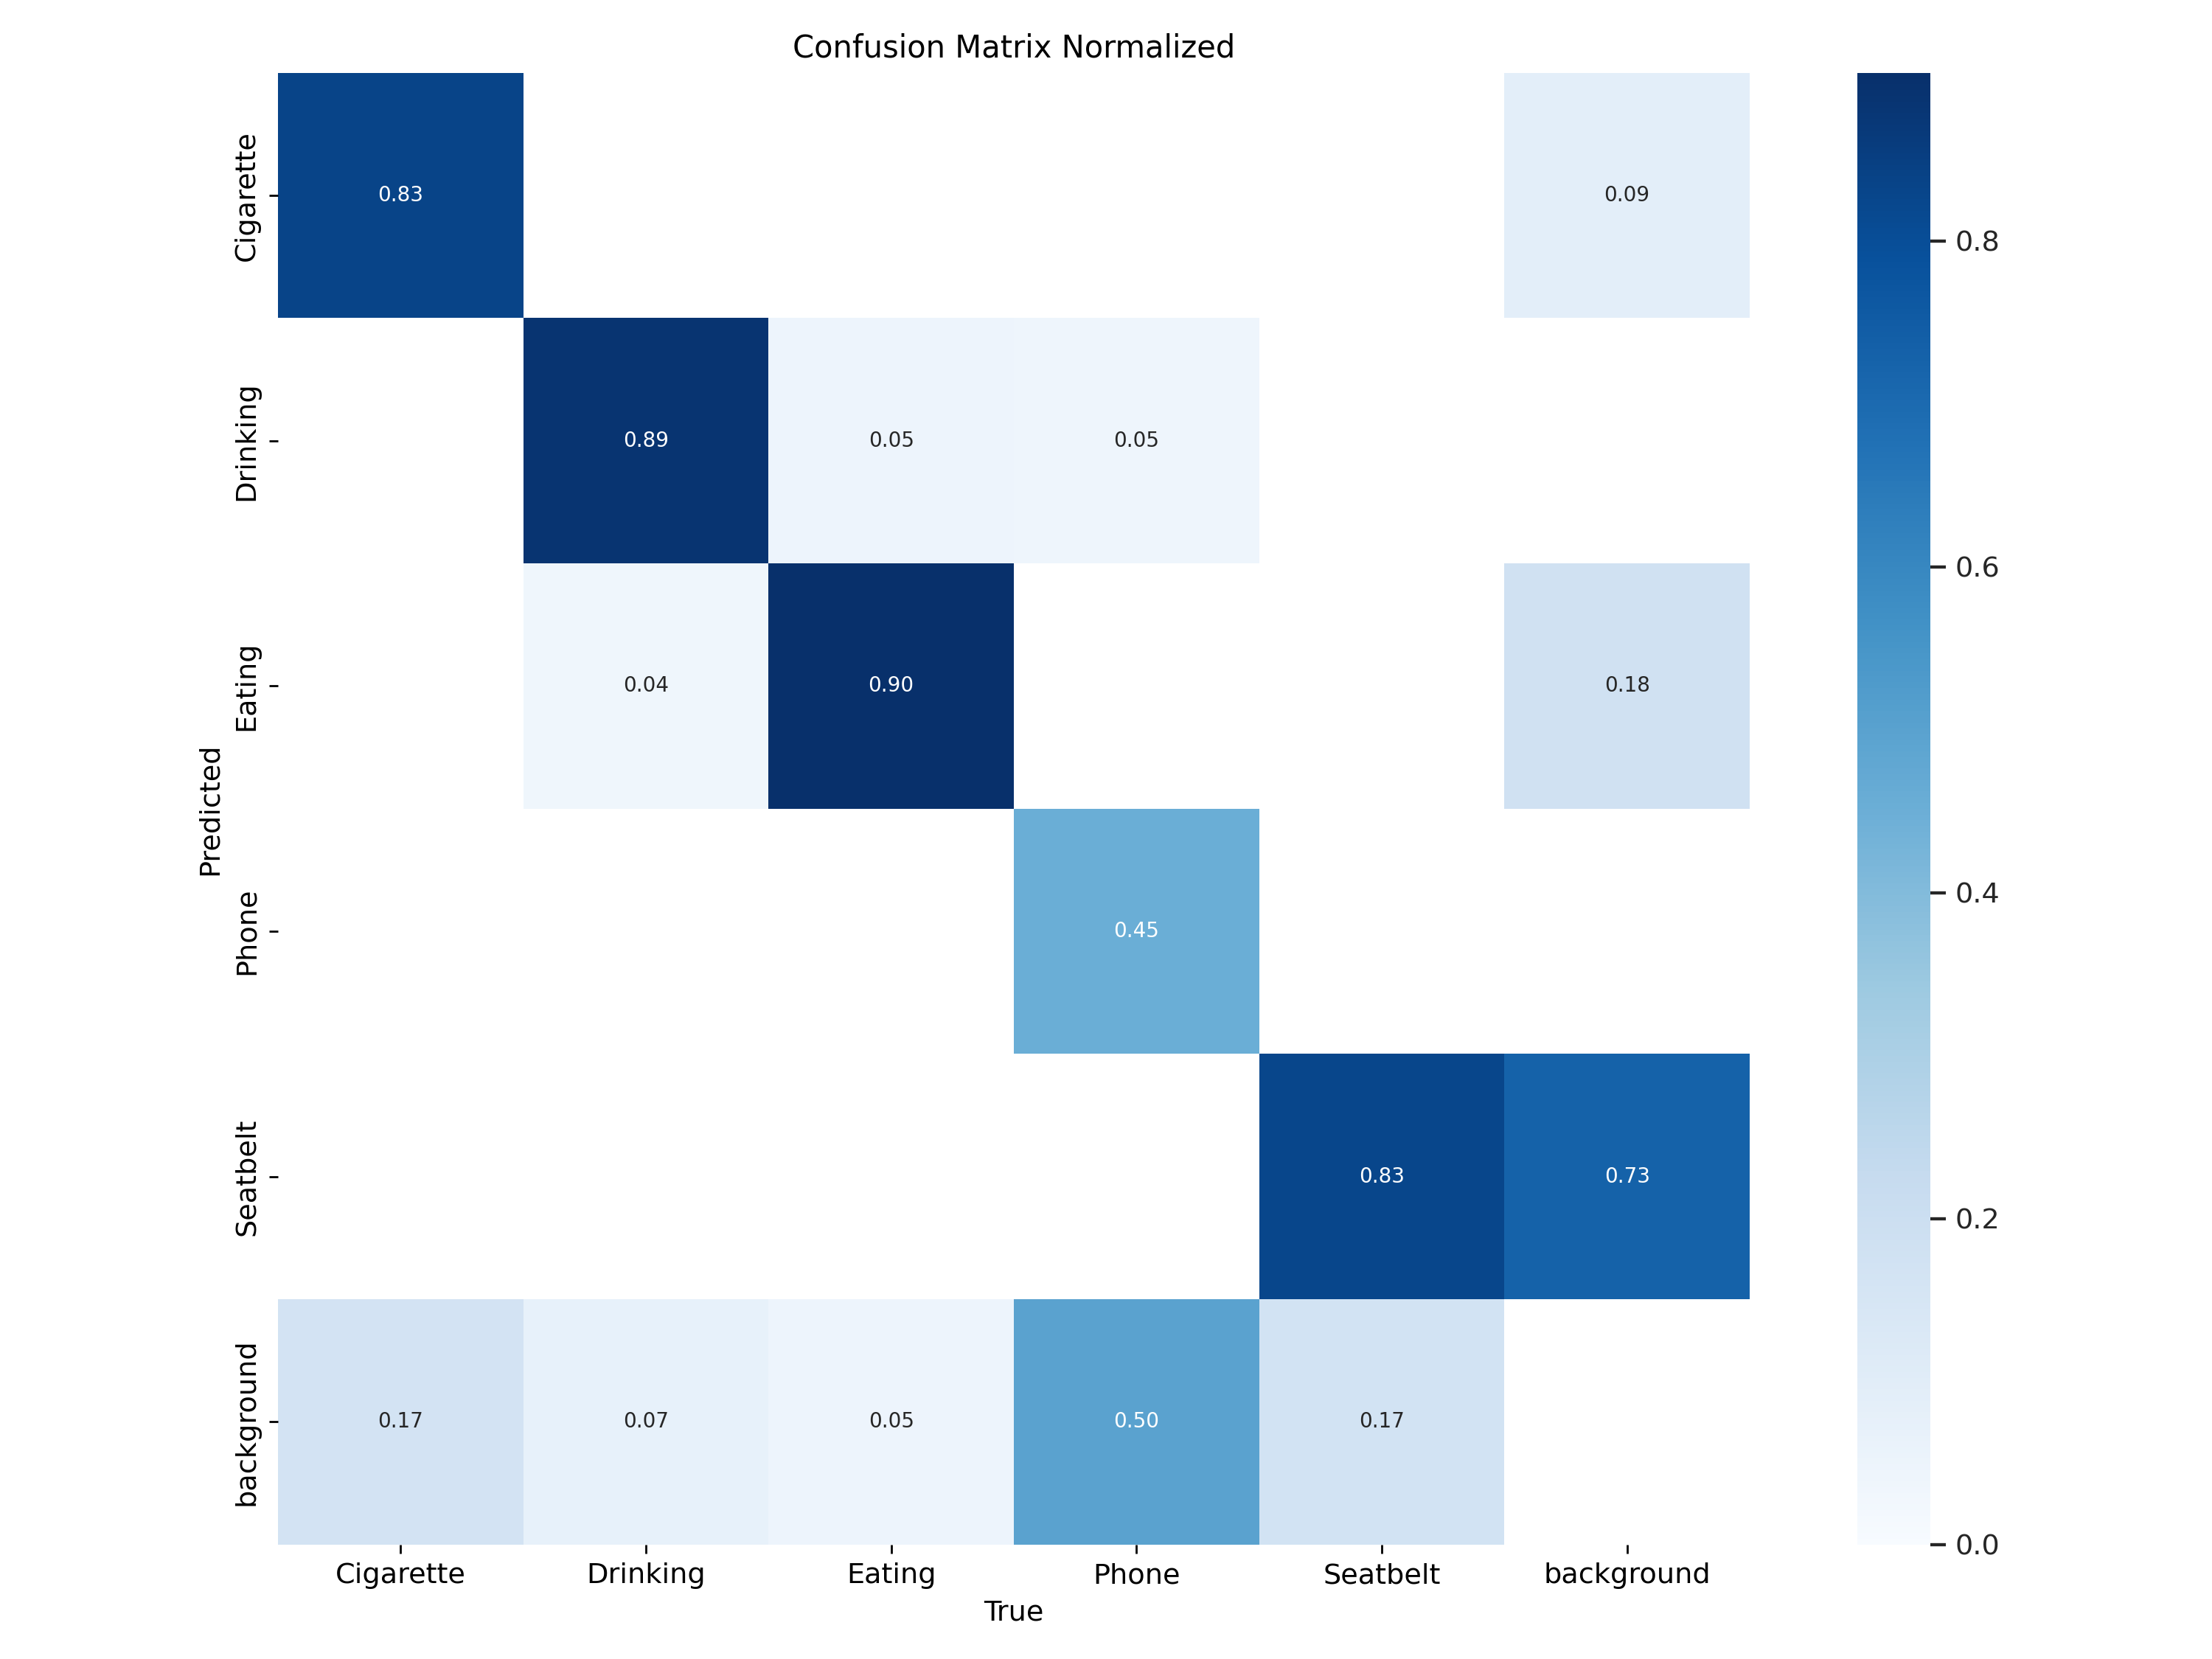 Confusion Matrix Normalized
Cigarette
0.83
0.09
0.8
Drinking
0.89
0.05
0.05
0.6
Eating
0.04
0.90
0.18
Predicted
0.4
Phone
0.45
Seatbelt
0.83
0.73
0.2
background
0.17
0.07
0.05
0.50
0.17
0.0
Cigarette
Drinking
Eating
Phone
Seatbelt
background
True